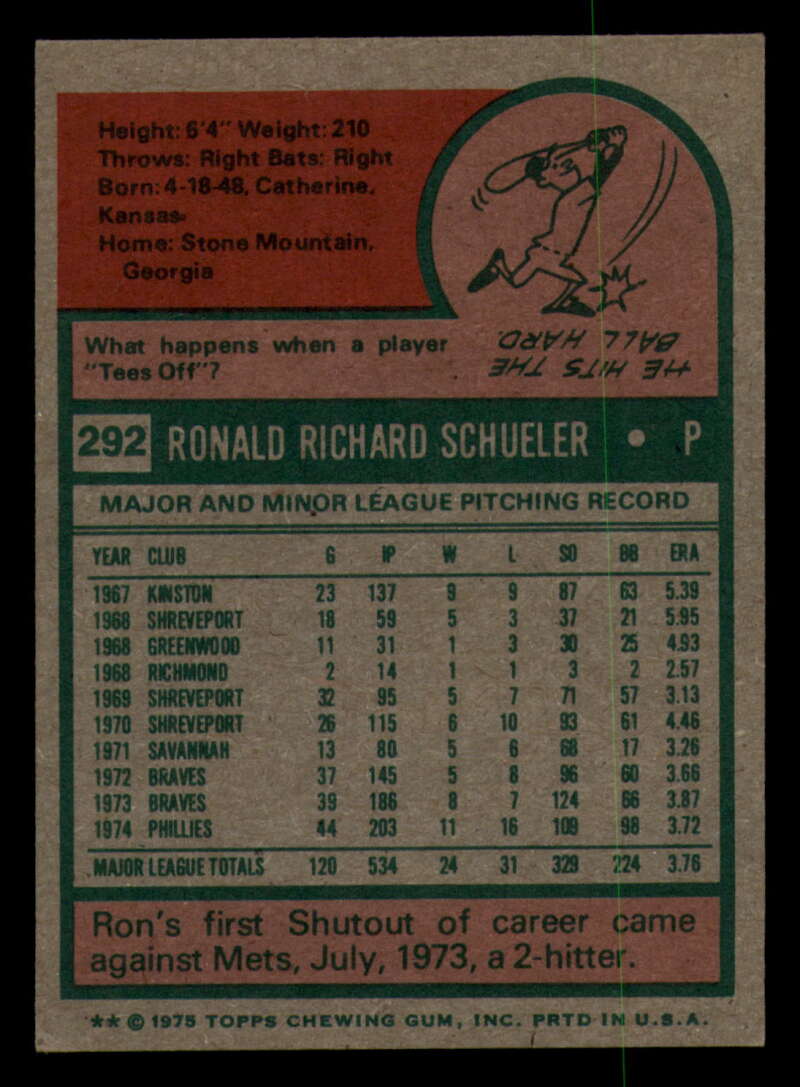 Height: 6'4" Weight: 210
Throws: Right Bats: Right
Born: 4-18-48, Catherine,
Kansas
Home: Stone Mountain,
Georgia
What happens when a player
"Tees Off"?
HE HITS THE
BALL HARD.
292 RONALD RICHARD SCHUELER • P
MAJOR AND MINOR LEAGUE PITCHING RECORD
YEAR CLUB G IP W L SO BB ERA
1967 KINSTON 23 137 9 9 87 63 5.39
1968 SHREVEPORT 18 59 5 3 37 21 5.95
1968 GREENWOOD 11 31 1 3 30 25 4.93
1968 RICHMOND 2 14 1 1 3 2 2.57
1969 SHREVEPORT 32 95 5 7 71 57 3.13
1970 SHREVEPORT 26 115 6 10 93 61 4.46
1971 SAVANNAH 13 80 5 6 68 17 3.26
1972 BRAVES 37 145 5 8 96 60 3.66
1973 BRAVES 39 186 8 7 124 66 3.87
1974 PHILLIES 44 203 11 16 109 98 3.72
MAJOR LEAGUE TOTALS 120 534 24 31 329 224 3.76
Ron's first Shutout of career came
against Mets, July, 1973, a 2-hitter.
** © 1975 TOPPS CHEWING GUM, INC. PRTD IN U.S.A.